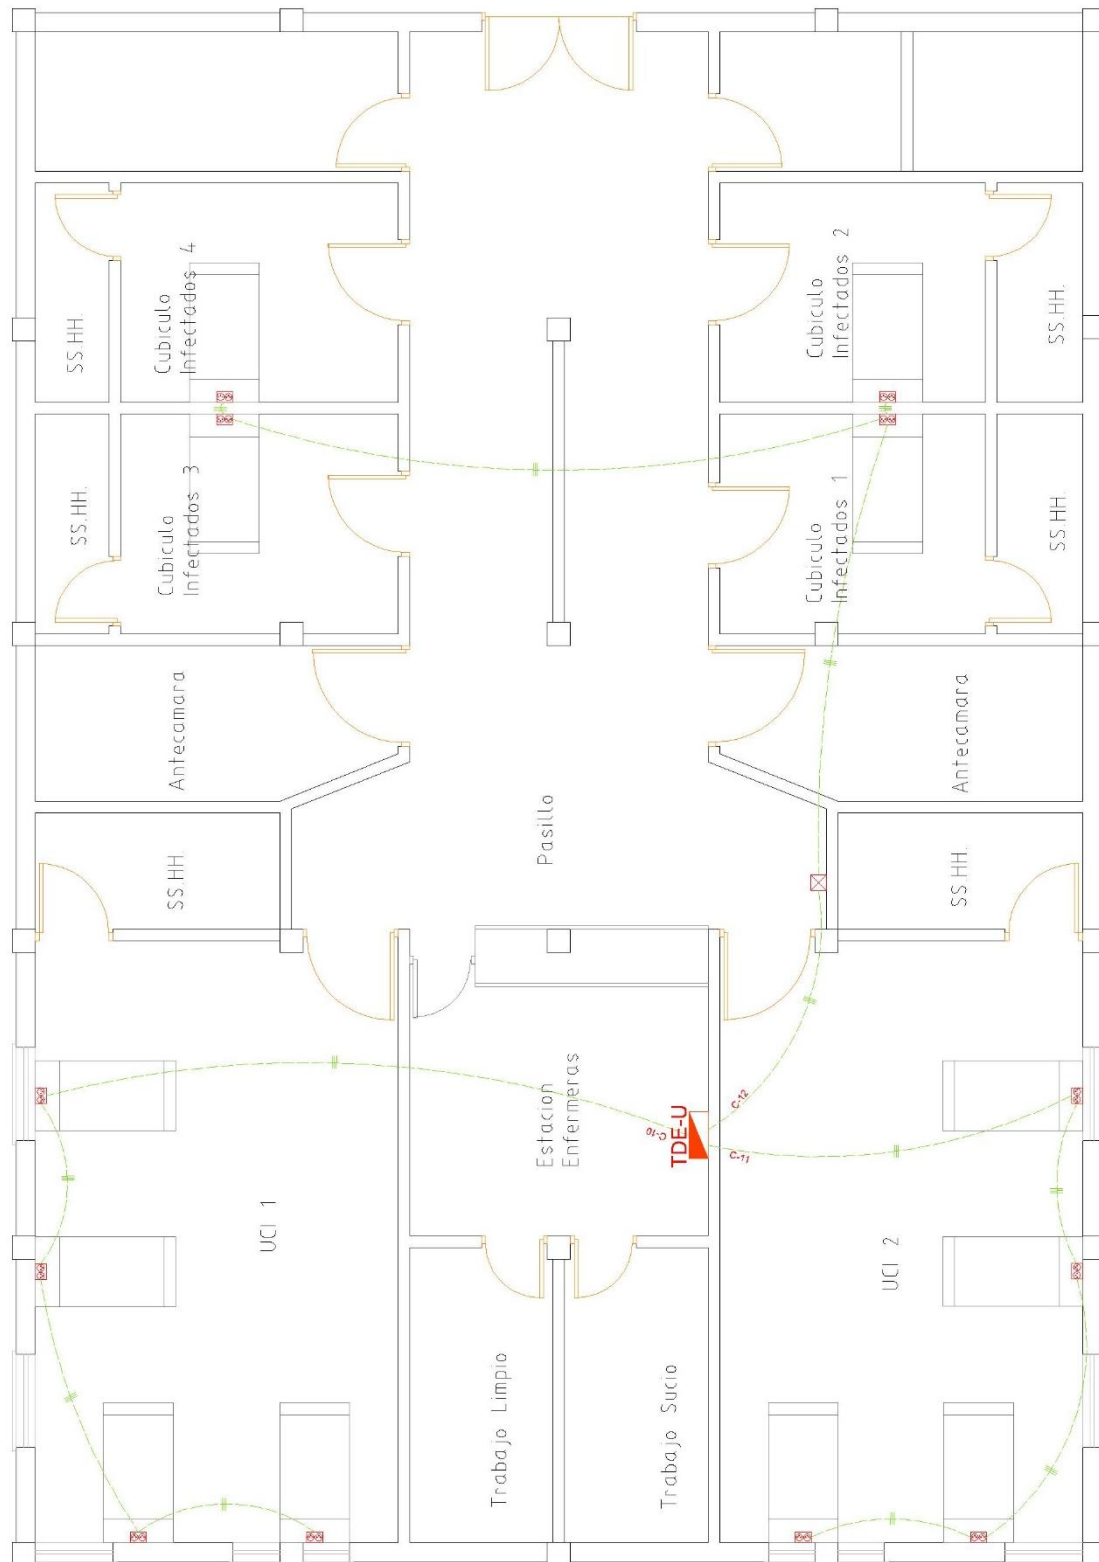 SS.HH.
Cubiculo
Infectados 4
Cubiculo
Infectados 2
SS.HH.
SS.HH.
Cubiculo
Infectados 3
Cubiculo
Infectados 1
SS.HH.
Antecamara
Antecamara
Pasillo
SS.HH.
SS.HH.
Estacion
Enfermeras
C-10
TDE-U
C-12
C-11
UCI 1
UCI 2
Trabajo Limpio
Trabajo Sucio